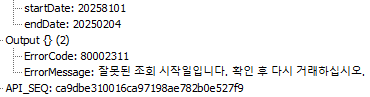 startDate: 20258101
endDate: 20250204
Output {} (2)
ErrorCode: 80002311
ErrorMessage: 잘못된 조회 시작일입니다. 확인 후 다시 거래하십시오.
API_SEQ: ca9dbe310016ca97198ae782b0e527f9